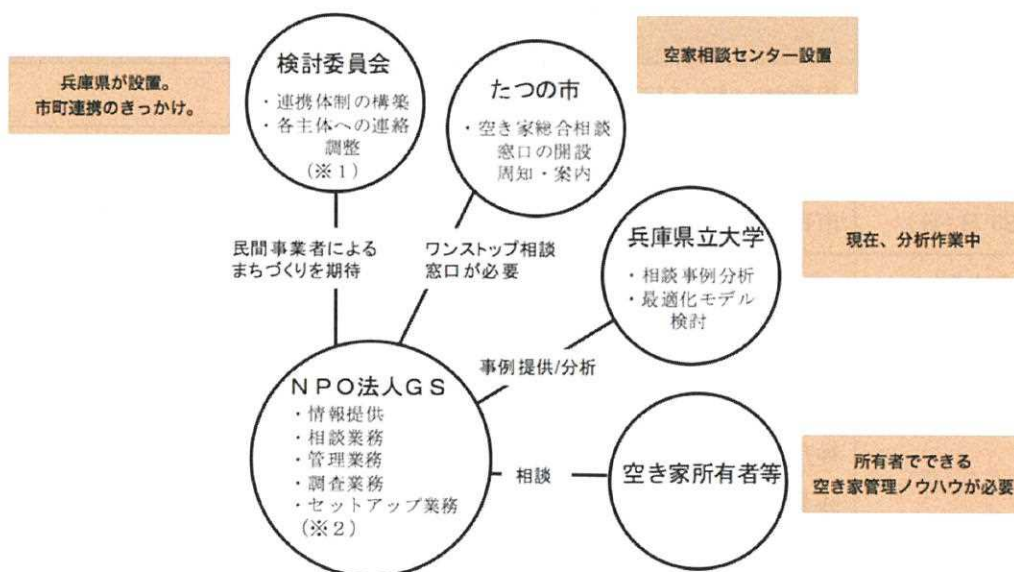 兵庫県が設置。
市町連携のきっかけ。
検討委員会
・連携体制の構築
・各主体への連絡
調整
(※1)
たつの市
・空き家総合相談
窓口の開設
周知・案内
空家相談センター設置
民間事業者による
まちづくりを期待
ワンストップ相談
窓口が必要
兵庫県立大学
・相談事例分析
・最適化モデル
検討
現在、分析作業中
事例提供/分析
NPO法人GS
・情報提供
・相談業務
・管理業務
・調査業務
・セットアップ業務
(※2)
相談
空き家所有者等
所有者でできる
空き家管理ノウハウが必要